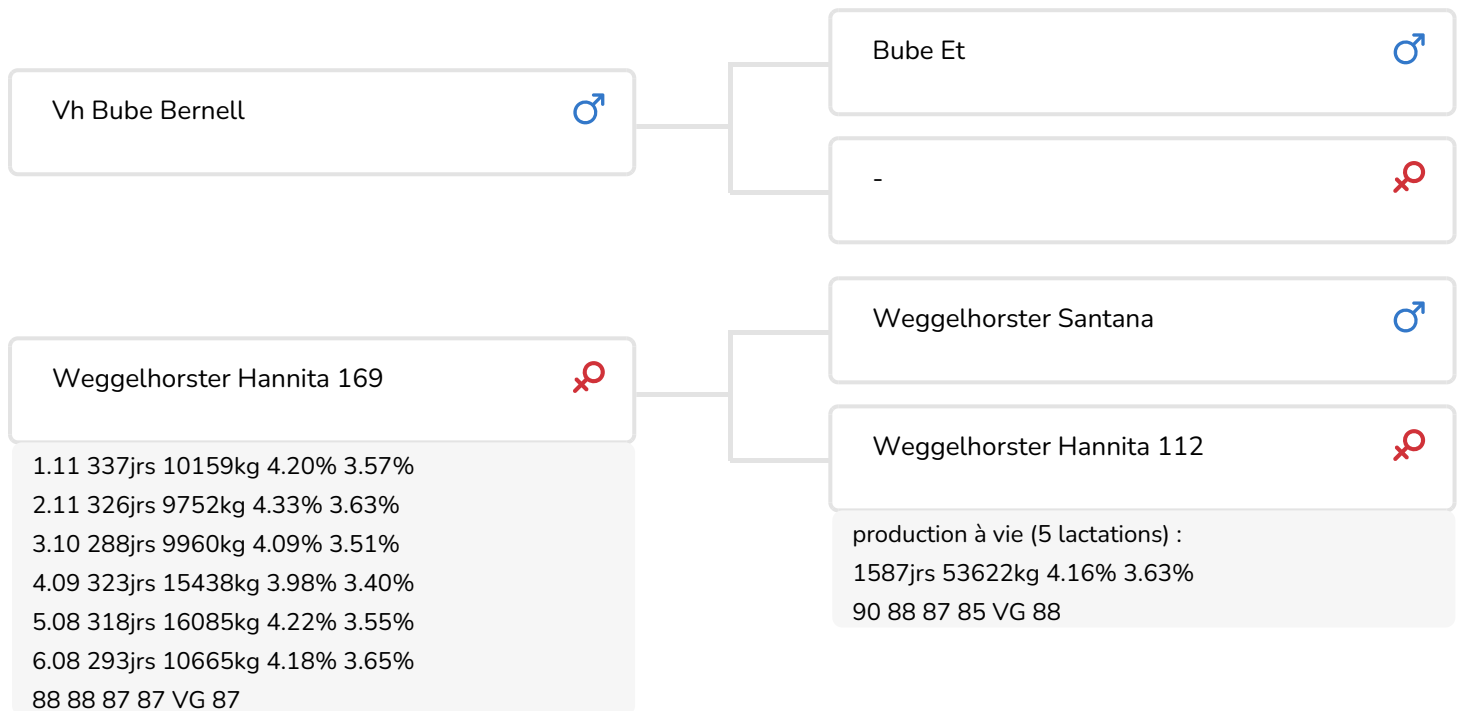 Vh Bube Bernell
Bube Et
-
Weggelhorster Hannita 169
1.11 337jrs 10159kg 4.20% 3.57%
2.11 326jrs 9752kg 4.33% 3.63%
3.10 288jrs 9960kg 4.09% 3.51%
4.09 323jrs 15438kg 3.98% 3.40%
5.08 318jrs 16085kg 4.22% 3.55%
6.08 293jrs 10665kg 4.18% 3.65%
88 88 87 87 VG 87
Weggelhorster Santana
Weggelhorster Hannita 112
production à vie (5 lactations) :
1587jrs 53622kg 4.16% 3.63%
90 88 87 85 VG 88